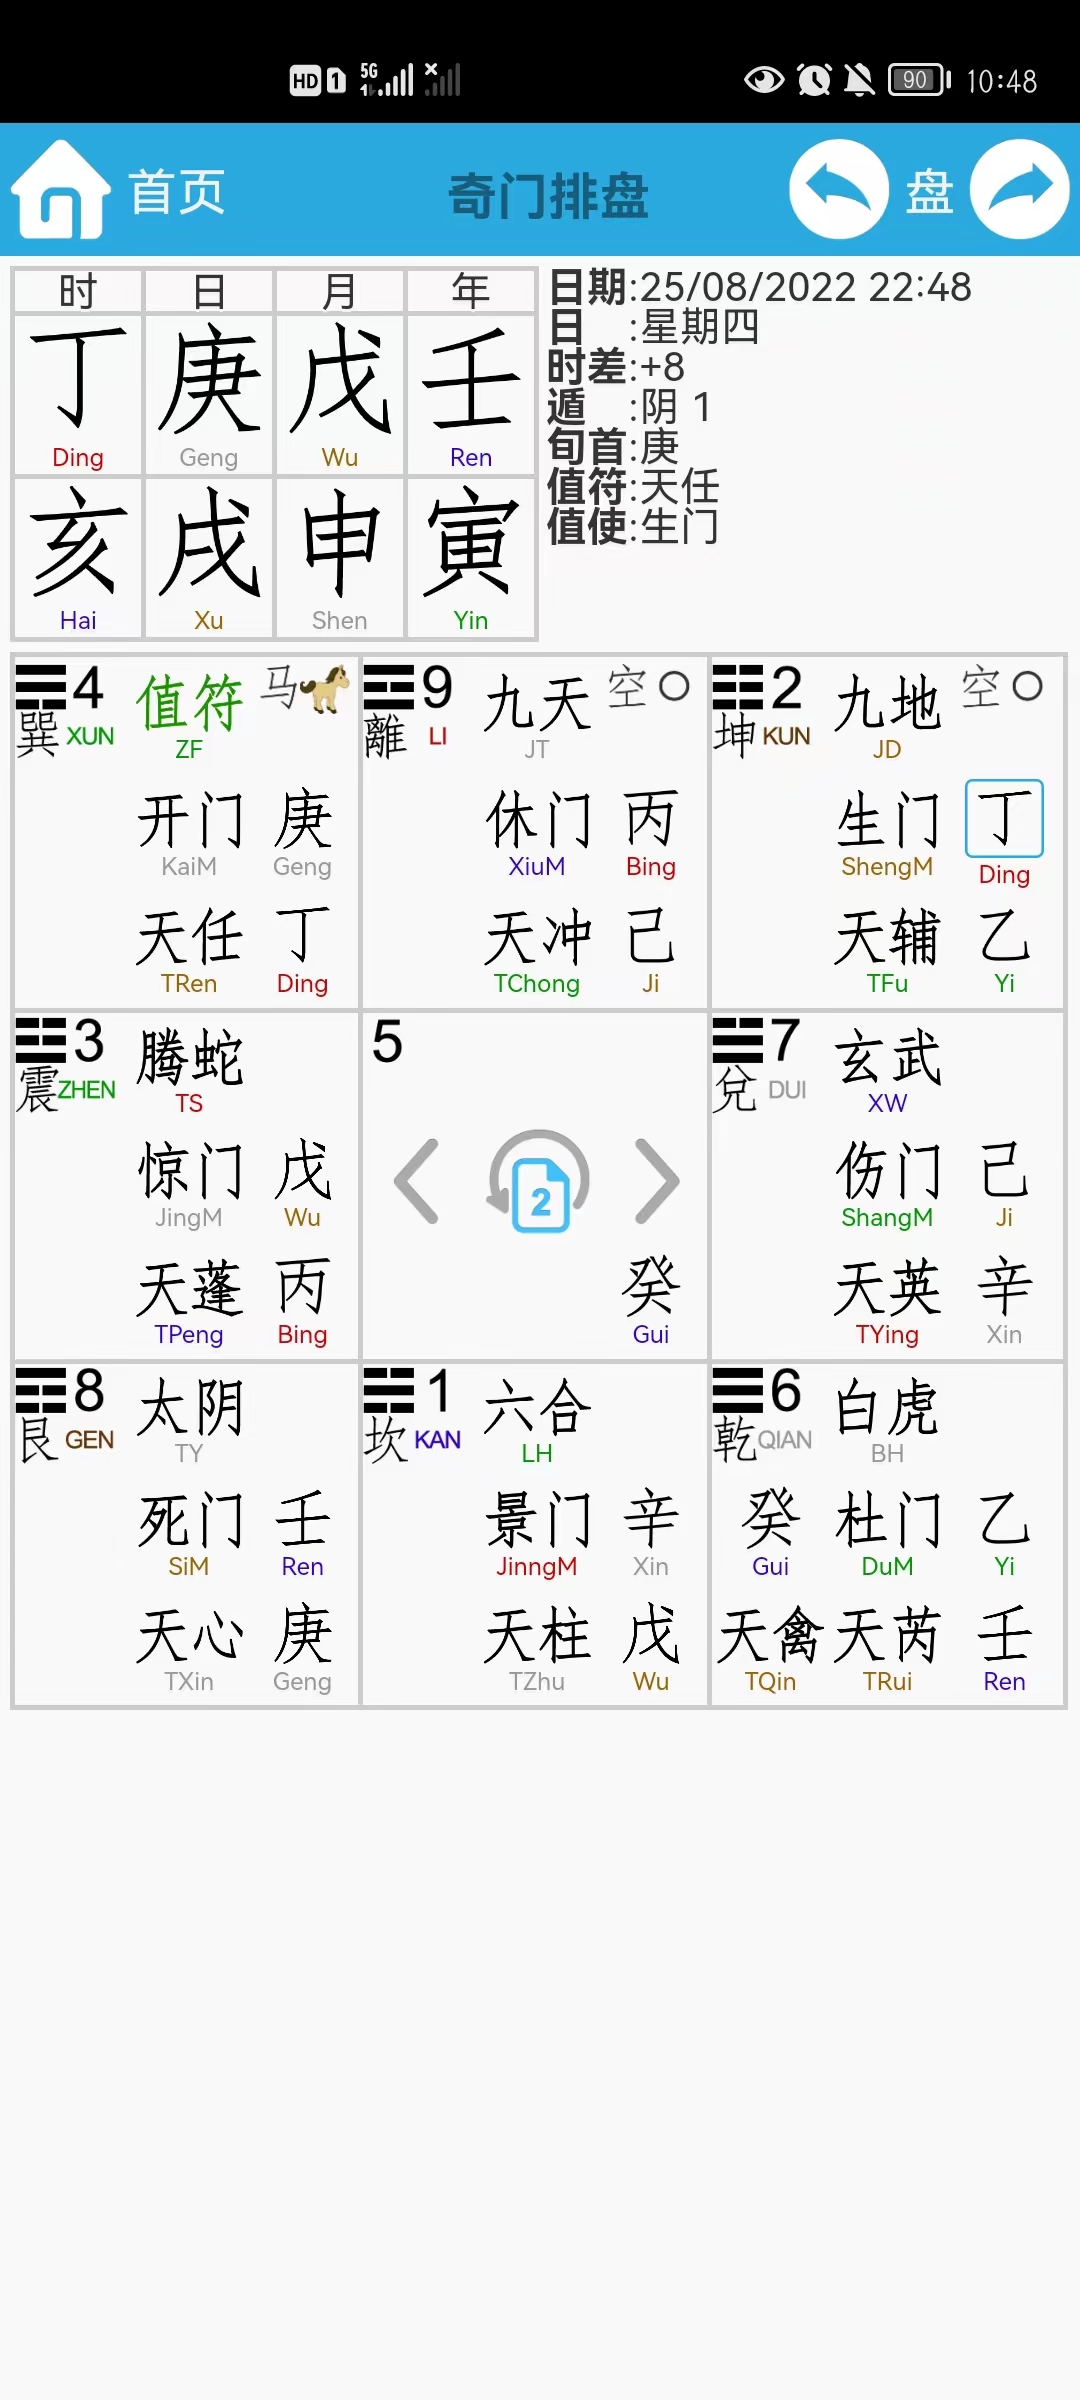 HD 1 5G 90 10:48
首页 奇门排盘 盘
时 日 月 年
丁 庚 戊 壬
Ding Geng Wu Ren
亥 戌 申 寅
Hai Xu Shen Yin
日期:25/08/2022 22:48
日 :星期四
时差:+8
遁 :阴 1
旬首:庚
值符:天任
值使:生门
4 值符 马
巽 XUN ZF
开门 庚
KaiM Geng
天任 丁
TRen Ding
9 九天 空
離 LI JT
休门 丙
XiuM Bing
天冲 己
TChong Ji
2 九地 空
坤 KUN JD
生门 丁
ShengM Ding
天辅 乙
TFu Yi
3 腾蛇
震 ZHEN TS
惊门 戊
JingM Wu
天蓬 丙
TPeng Bing
5
2
癸
Gui
7 玄武
兌 DUI XW
伤门 己
ShangM Ji
天英 辛
TYing Xin
8 太阴
艮 GEN TY
死门 壬
SiM Ren
天心 庚
TXin Geng
1 六合
坎 KAN LH
景门 辛
JinngM Xin
天柱 戊
TZhu Wu
6 白虎
乾 QIAN BH
癸 杜门 乙
Gui DuM Yi
天禽 天芮 壬
TQin TRui Ren